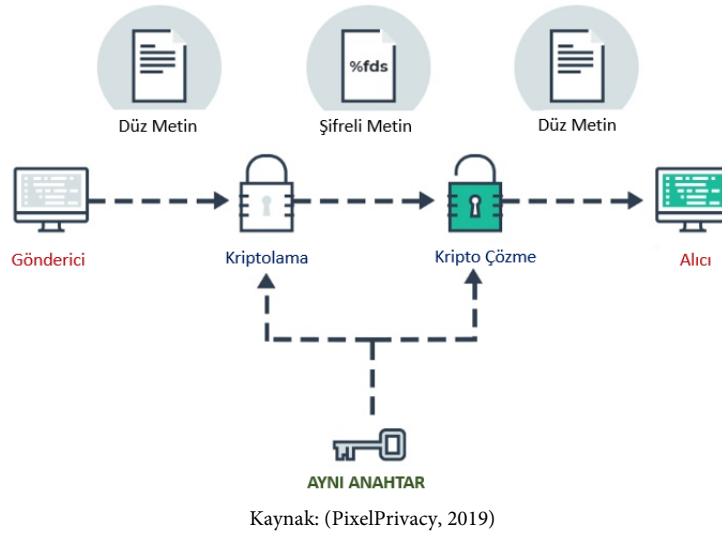 %fds
Düz Metin
Şifreli Metin
Düz Metin
Gönderici
Kriptolama
Kripto Çözme
Alıcı
AYNI ANAHTAR
Kaynak: (PixelPrivacy, 2019)